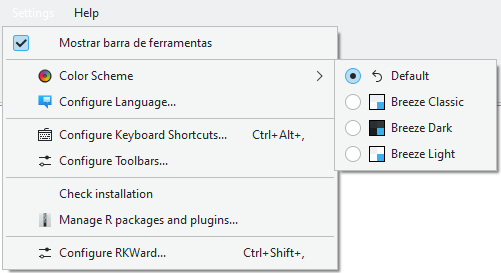 Settings Help
Mostrar barra de ferramentas
Color Scheme
Default
Configure Language...
Breeze Classic
Breeze Dark
Configure Keyboard Shortcuts... Ctrl+Alt+,
Breeze Light
Configure Toolbars...
Check installation
Manage R packages and plugins...
Configure RKWard... Ctrl+Shift+,